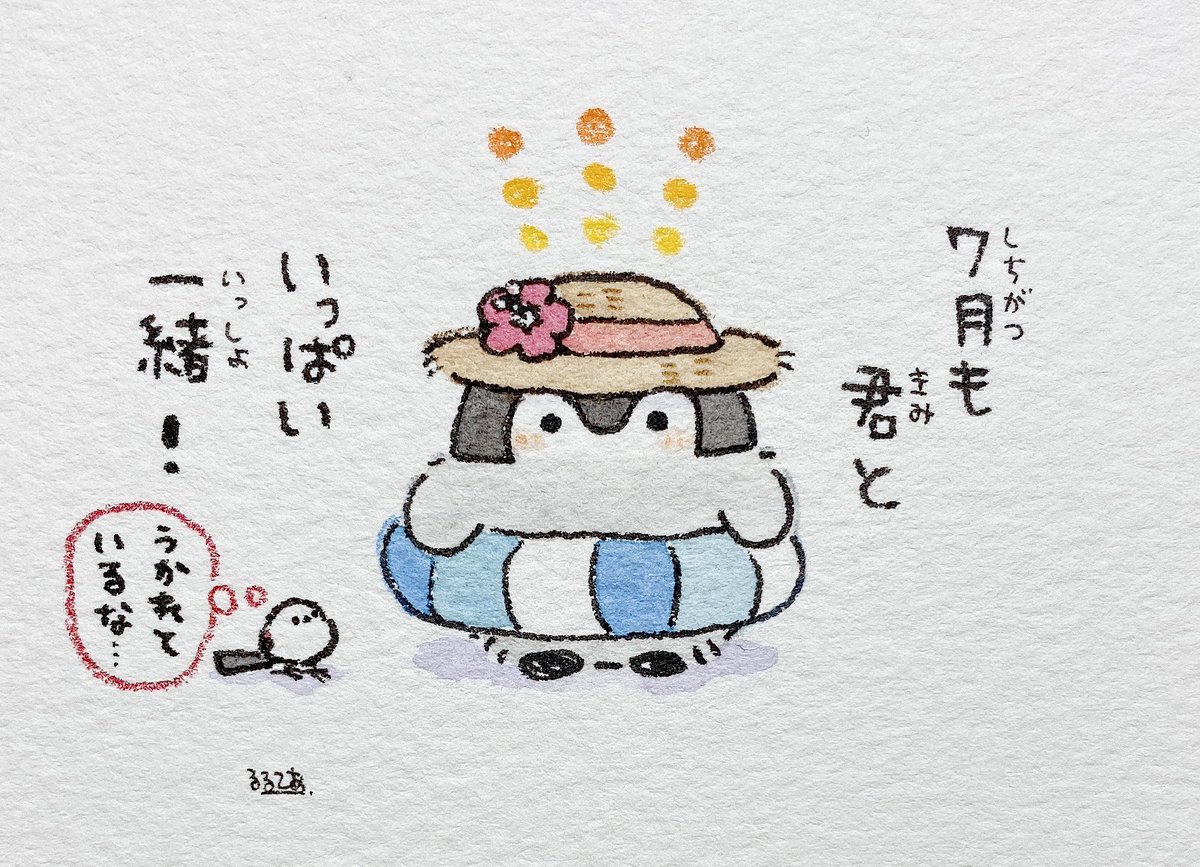 7月も
しちがつ
君と
きみ
いっぱい
一緒!
いっしょ
うかれて
いるな…
るるてあ.